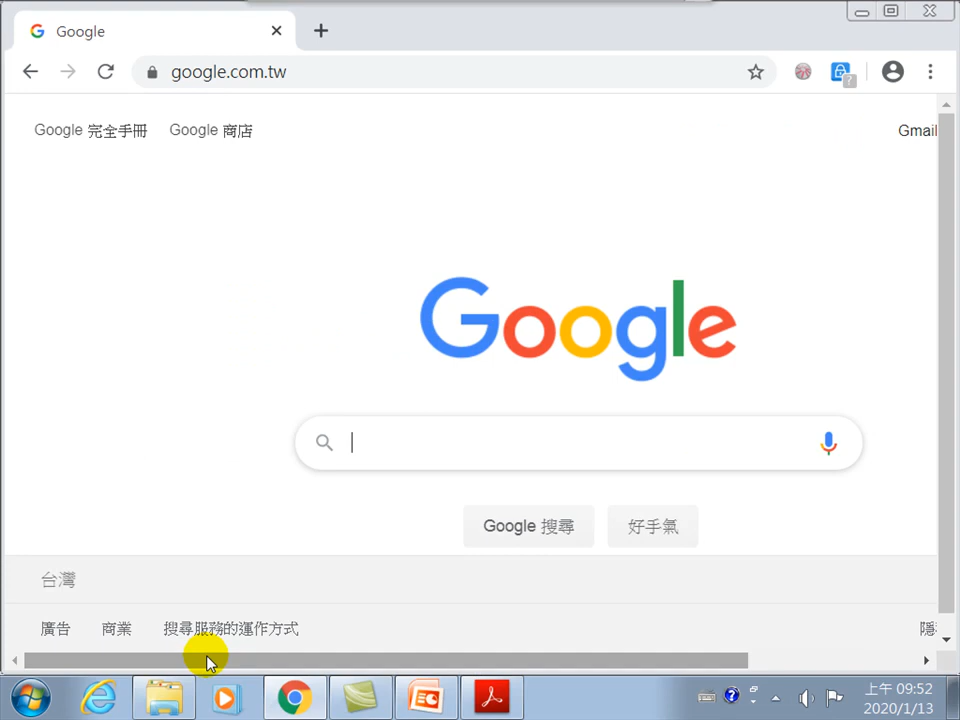 Google
google.com.tw
Google 完全手冊
Google 商店
Gmail
Google
Google 搜尋
好手氣
台灣
廣告
商業
搜尋服務的運作方式
隱
上午 09:52
2020/1/13